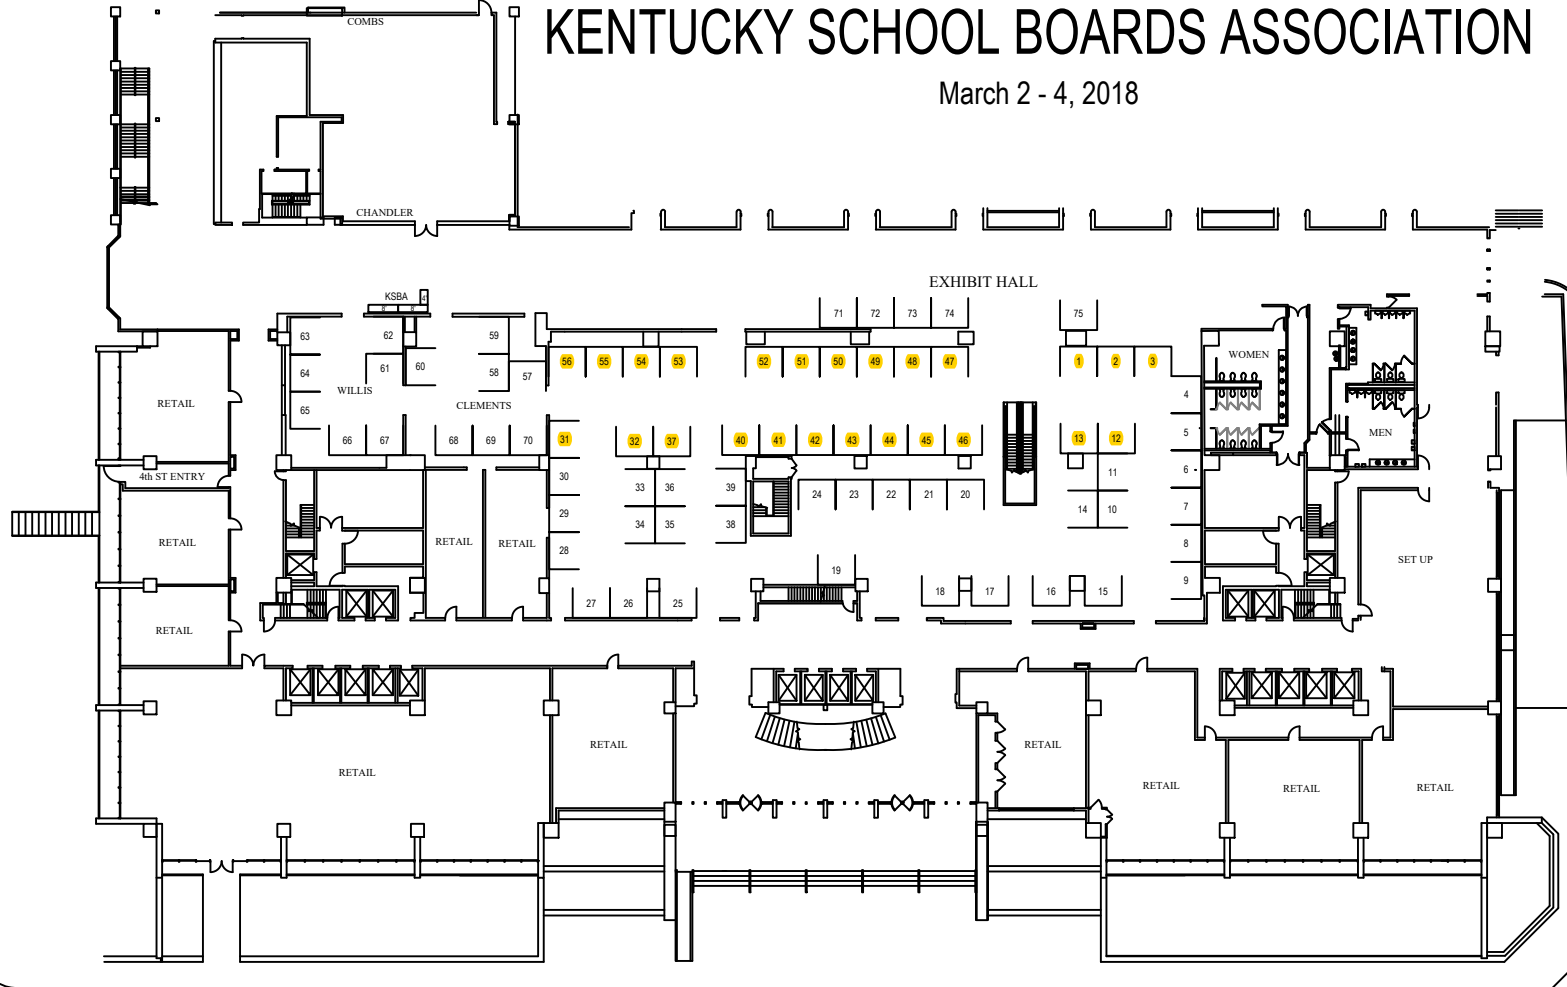 KENTUCKY SCHOOL BOARDS ASSOCIATION
March 2 - 4, 2018
COMBS
CHANDLER
EXHIBIT HALL
KSBA
4'
8' 8'
71 72 73 74 75
63 62 59
56 55 54 53 52 51 50 49 48 47 1 2 3
WOMEN
64 61 60 58 57
WILLIS
4
RETAIL
CLEMENTS
65
66 67 68 69 70 31 32 37 40 41 42 43 44 45 46 13 12 5
MEN
4th ST ENTRY
30 33 36 39 11 6
24 23 22 21 20
29 34 35 38 14 10 7
RETAIL RETAIL RETAIL
28 8
SET UP
19
9
18 17 16 15
27 26 25
RETAIL
RETAIL RETAIL
RETAIL
RETAIL RETAIL RETAIL